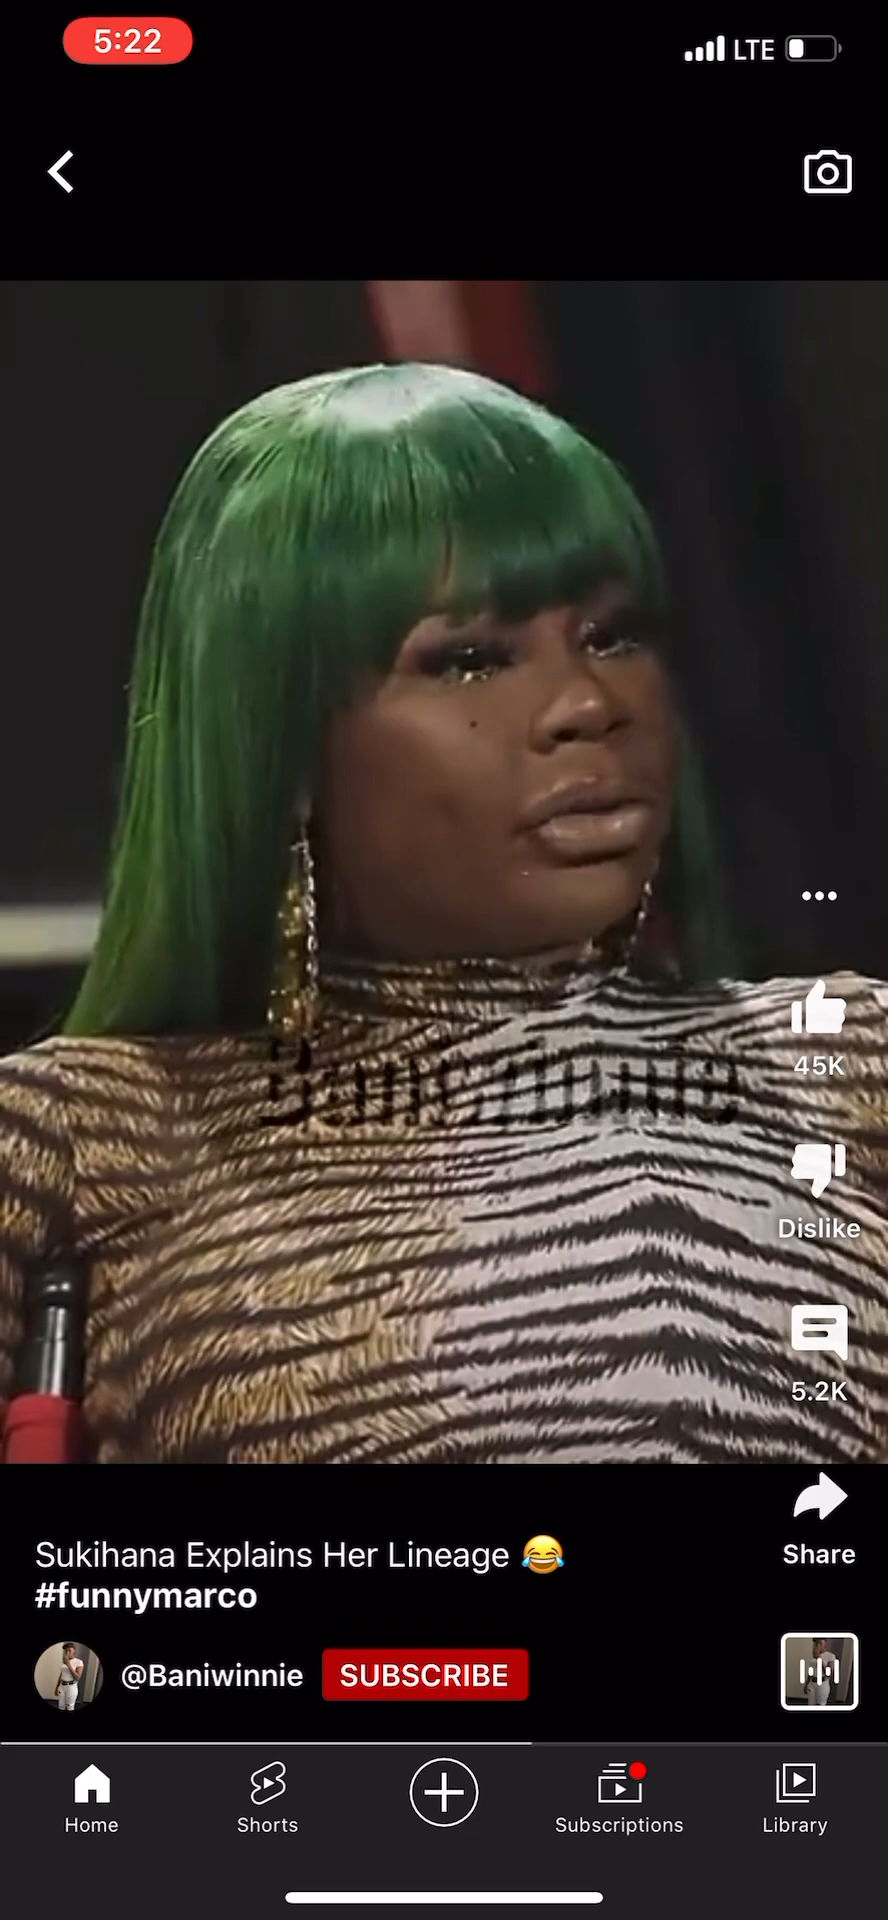 5:22
LTE
Baniwinnie
45K
Dislike
5.2K
Share
Sukihana Explains Her Lineage 😂
#funnymarco
@Baniwinnie
SUBSCRIBE
Home
Shorts
Subscriptions
Library